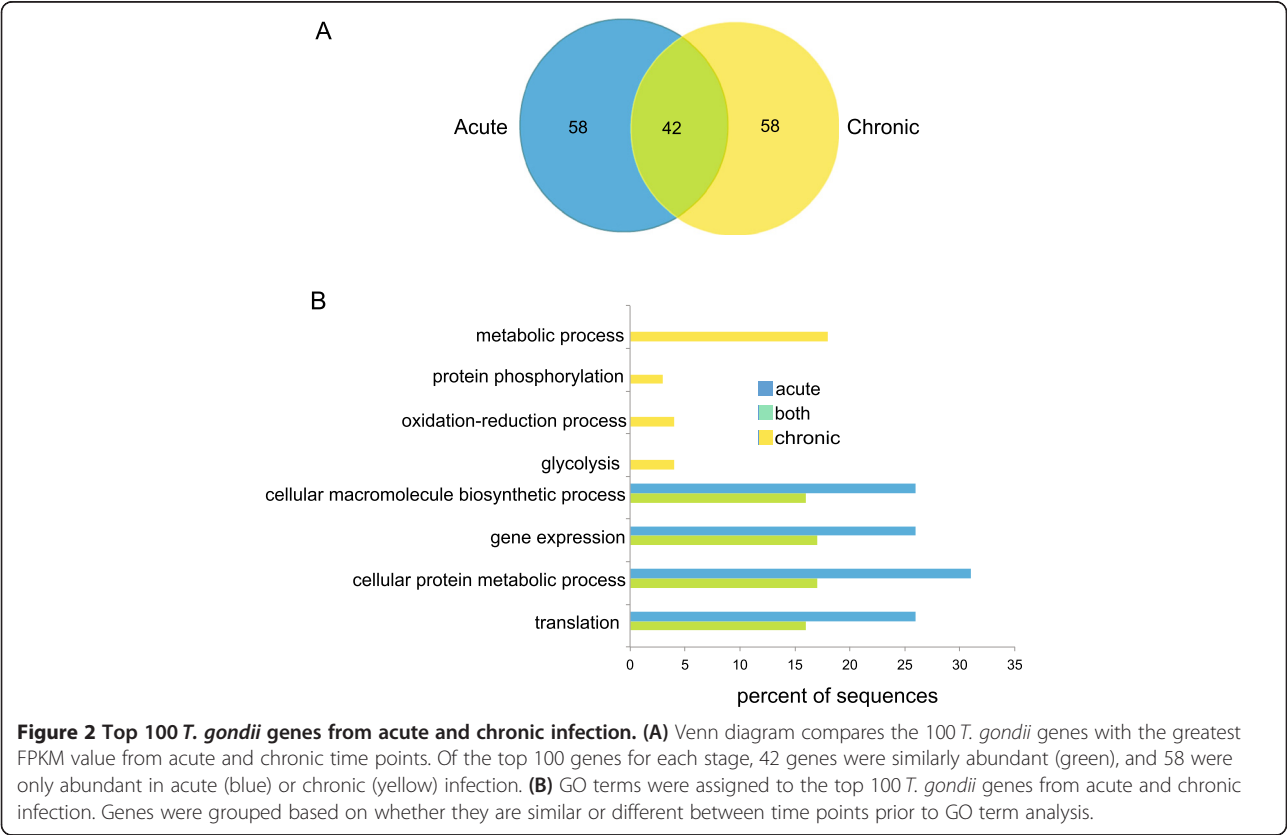 A
Acute
58
42
58
Chronic
B
metabolic process
protein phosphorylation
oxidation-reduction process
glycolysis
cellular macromolecule biosynthetic process
gene expression
cellular protein metabolic process
translation
acute
both
chronic
0 5 10 15 20 25 30 35
percent of sequences
Figure 2 Top 100 T. gondii genes from acute and chronic infection. (A) Venn diagram compares the 100 T. gondii genes with the greatest
FPKM value from acute and chronic time points. Of the top 100 genes for each stage, 42 genes were similarly abundant (green), and 58 were
only abundant in acute (blue) or chronic (yellow) infection. (B) GO terms were assigned to the top 100 T. gondii genes from acute and chronic
infection. Genes were grouped based on whether they are similar or different between time points prior to GO term analysis.